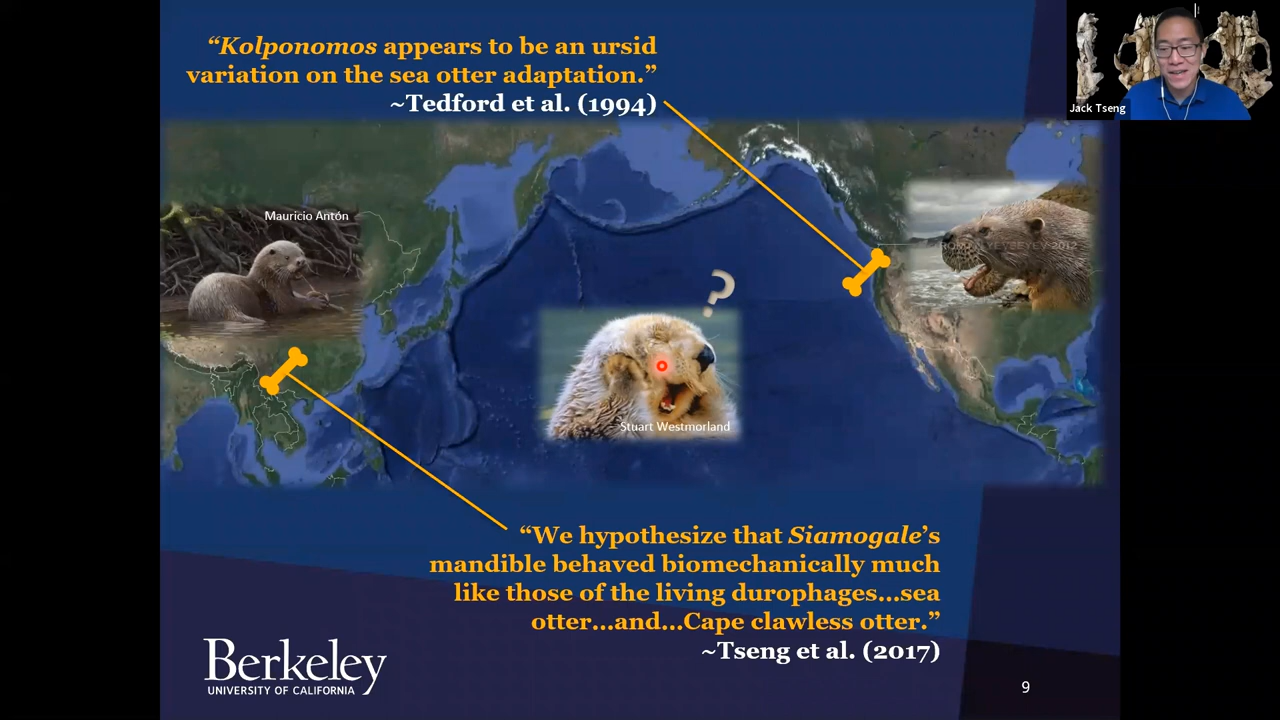 “Kolponomos appears to be an ursid
variation on the sea otter adaptation.”
~Tedford et al. (1994)
Jack Tseng
Mauricio Antón
?
Stuart Westmorland
“We hypothesize that Siamogale’s
mandible behaved biomechanically much
like those of the living durophages...sea
otter...and...Cape clawless otter.”
~Tseng et al. (2017)
Berkeley
UNIVERSITY OF CALIFORNIA
9